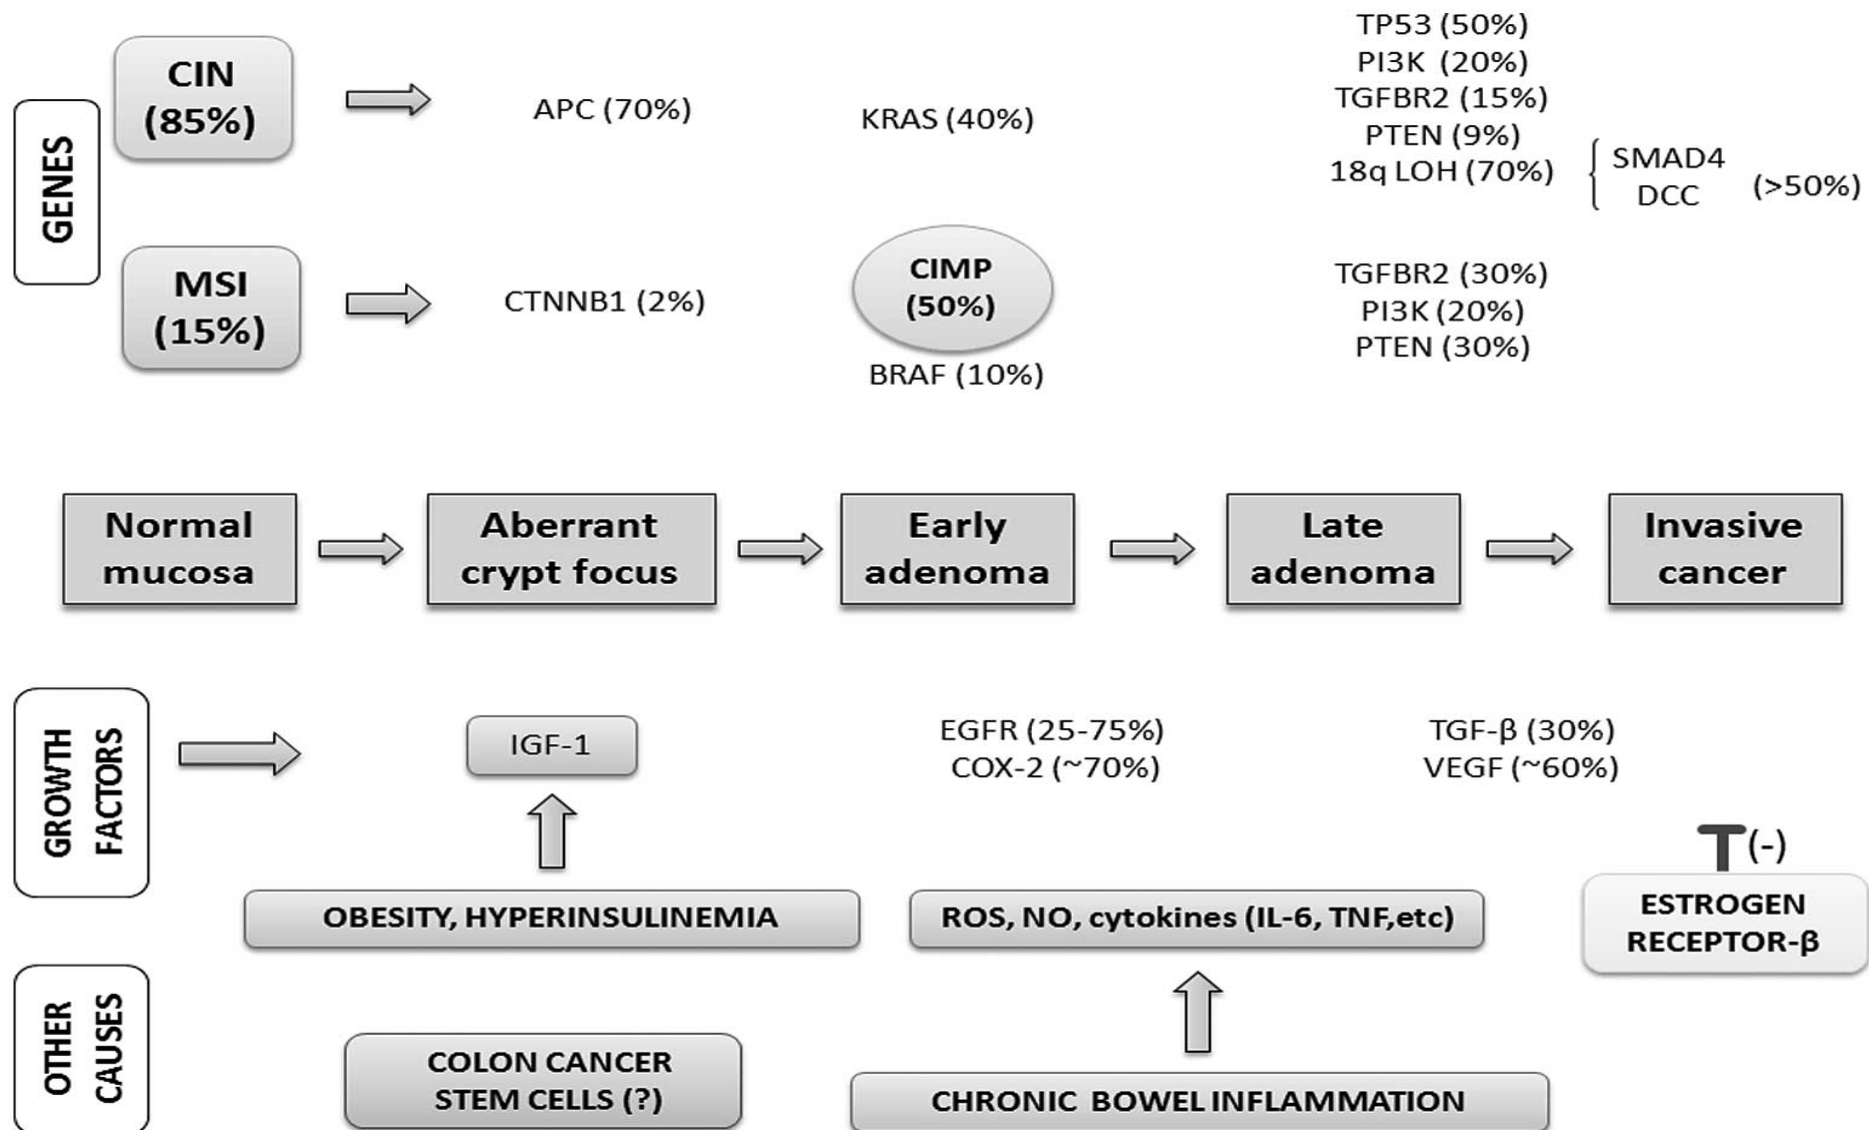 GENES
CIN
(85%)
APC (70%)
KRAS (40%)
TP53 (50%)
PI3K (20%)
TGFBR2 (15%)
PTEN (9%)
18q LOH (70%)
SMAD4
DCC
(>50%)
MSI
(15%)
CTNNB1 (2%)
CIMP
(50%)
BRAF (10%)
TGFBR2 (30%)
PI3K (20%)
PTEN (30%)
Normal
mucosa
Aberrant
crypt focus
Early
adenoma
Late
adenoma
Invasive
cancer
GROWTH
FACTORS
IGF-1
EGFR (25-75%)
COX-2 (~70%)
TGF-β (30%)
VEGF (~60%)
(-)
OBESITY, HYPERINSULINEMIA
ROS, NO, cytokines (IL-6, TNF,etc)
ESTROGEN
RECEPTOR-β
OTHER
CAUSES
COLON CANCER
STEM CELLS (?)
CHRONIC BOWEL INFLAMMATION